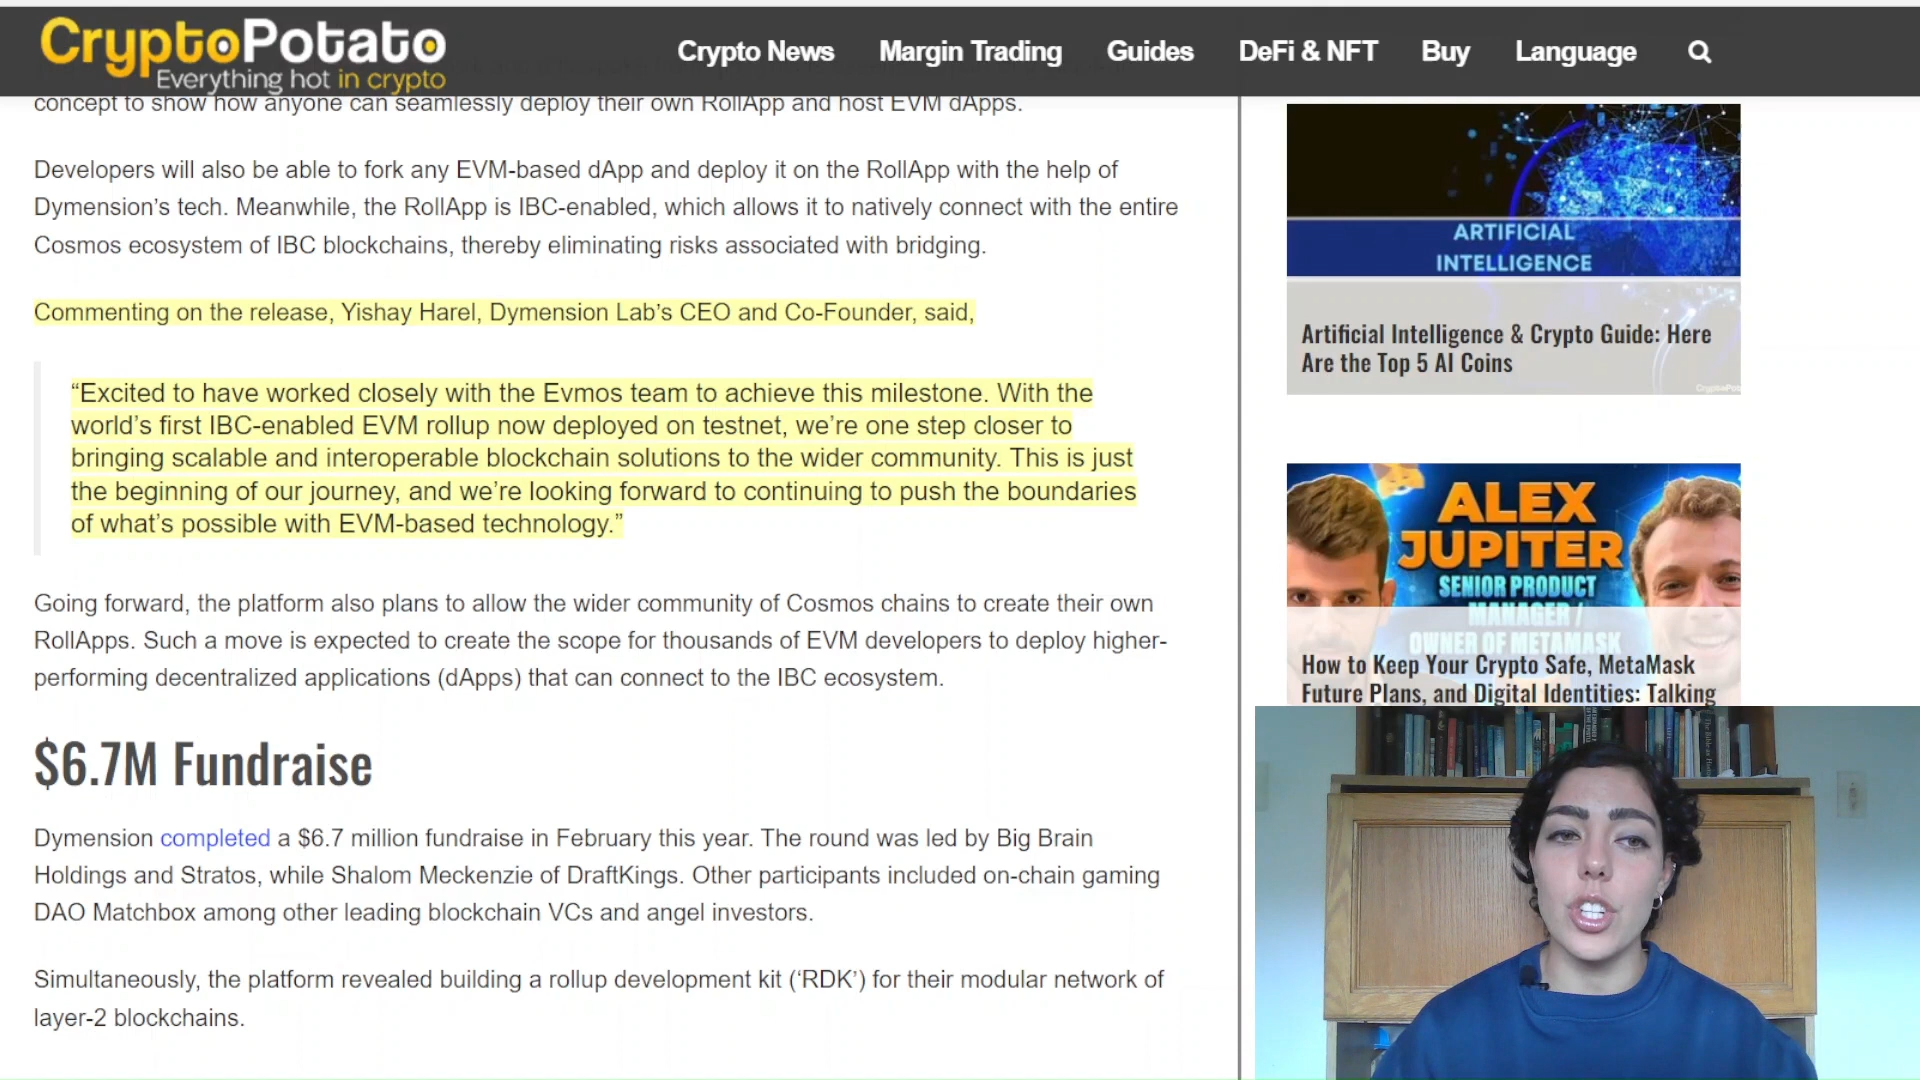 CryptoPotato
Everything hot in crypto
Crypto News
Margin Trading
Guides
DeFi & NFT
Buy
Language
concept to show how anyone can seamlessly deploy their own RollApp and host EVM dApps.
Developers will also be able to fork any EVM-based dApp and deploy it on the RollApp with the help of
Dymension’s tech. Meanwhile, the RollApp is IBC-enabled, which allows it to natively connect with the entire
Cosmos ecosystem of IBC blockchains, thereby eliminating risks associated with bridging.
Commenting on the release, Yishay Harel, Dymension Lab’s CEO and Co-Founder, said,
“Excited to have worked closely with the Evmos team to achieve this milestone. With the
world’s first IBC-enabled EVM rollup now deployed on testnet, we’re one step closer to
bringing scalable and interoperable blockchain solutions to the wider community. This is just
the beginning of our journey, and we’re looking forward to continuing to push the boundaries
of what’s possible with EVM-based technology.”
Going forward, the platform also plans to allow the wider community of Cosmos chains to create their own
RollApps. Such a move is expected to create the scope for thousands of EVM developers to deploy higher-
performing decentralized applications (dApps) that can connect to the IBC ecosystem.
$6.7M Fundraise
Dymension completed a $6.7 million fundraise in February this year. The round was led by Big Brain
Holdings and Stratos, while Shalom Meckenzie of DraftKings. Other participants included on-chain gaming
DAO Matchbox among other leading blockchain VCs and angel investors.
Simultaneously, the platform revealed building a rollup development kit (‘RDK’) for their modular network of
layer-2 blockchains.
ARTIFICIAL
INTELLIGENCE
Artificial Intelligence & Crypto Guide: Here
Are the Top 5 AI Coins
ALEX
JUPITER
SENIOR PRODUCT
MANAGER /
OWNER OF METAMASK
How to Keep Your Crypto Safe, MetaMask
Future Plans, and Digital Identities: Talking